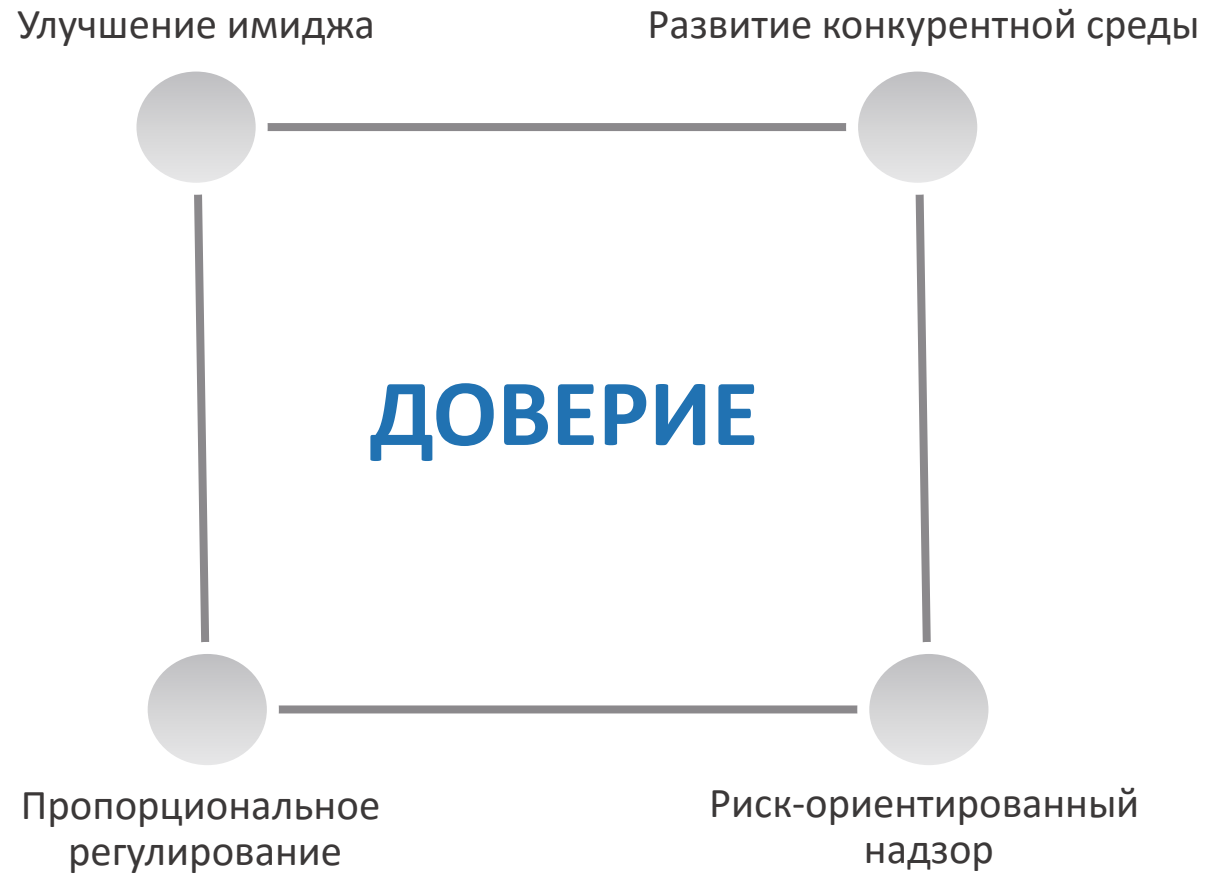 Улучшение имиджа
Развитие конкурентной среды
ДОВЕРИЕ
Пропорциональное
регулирование
Риск-ориентированный
надзор